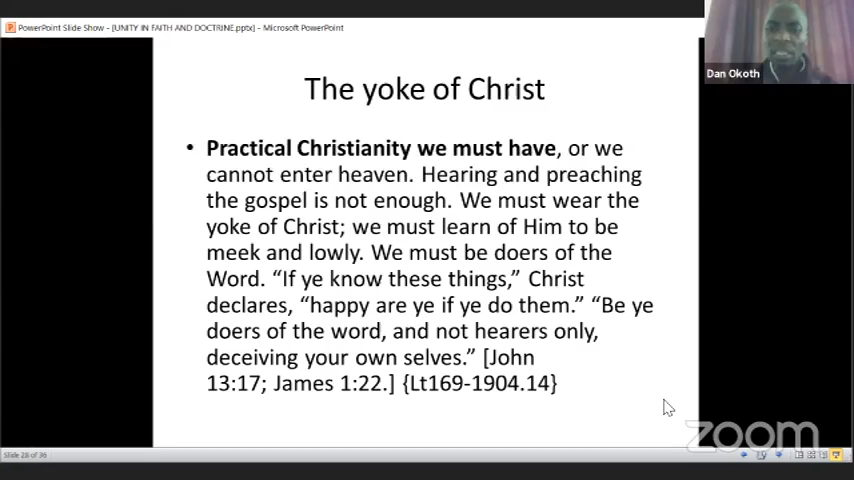 PowerPoint Slide Show - [UNITY IN FAITH AND DOCTRINE.pptx] - Microsoft PowerPoint
Dan Okoth
The yoke of Christ
• Practical Christianity we must have, or we
cannot enter heaven. Hearing and preaching
the gospel is not enough. We must wear the
yoke of Christ; we must learn of Him to be
meek and lowly. We must be doers of the
Word. “If ye know these things,” Christ
declares, “happy are ye if ye do them.” “Be ye
doers of the word, and not hearers only,
deceiving your own selves.” [John
13:17; James 1:22.] {Lt169-1904.14}
zoom
Slide 28 of 36